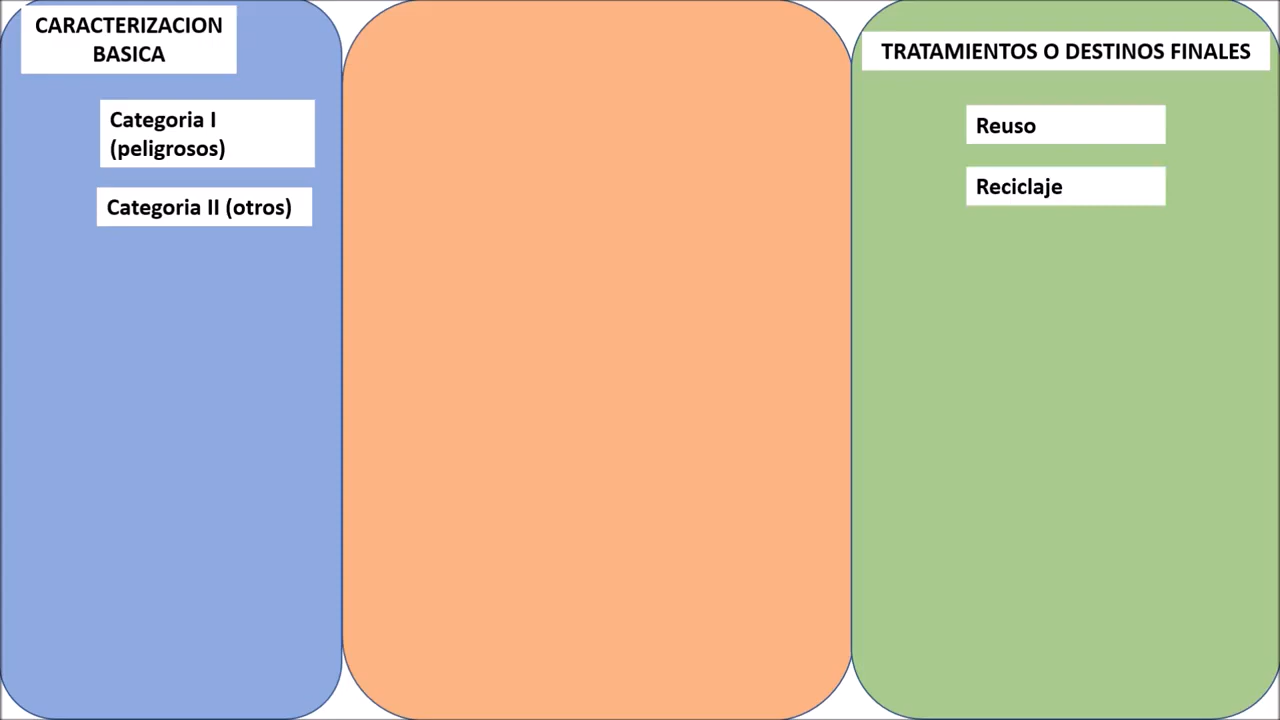 CARACTERIZACION
BASICA
Categoria I
(peligrosos)
Categoria II (otros)
TRATAMIENTOS O DESTINOS FINALES
Reuso
Reciclaje